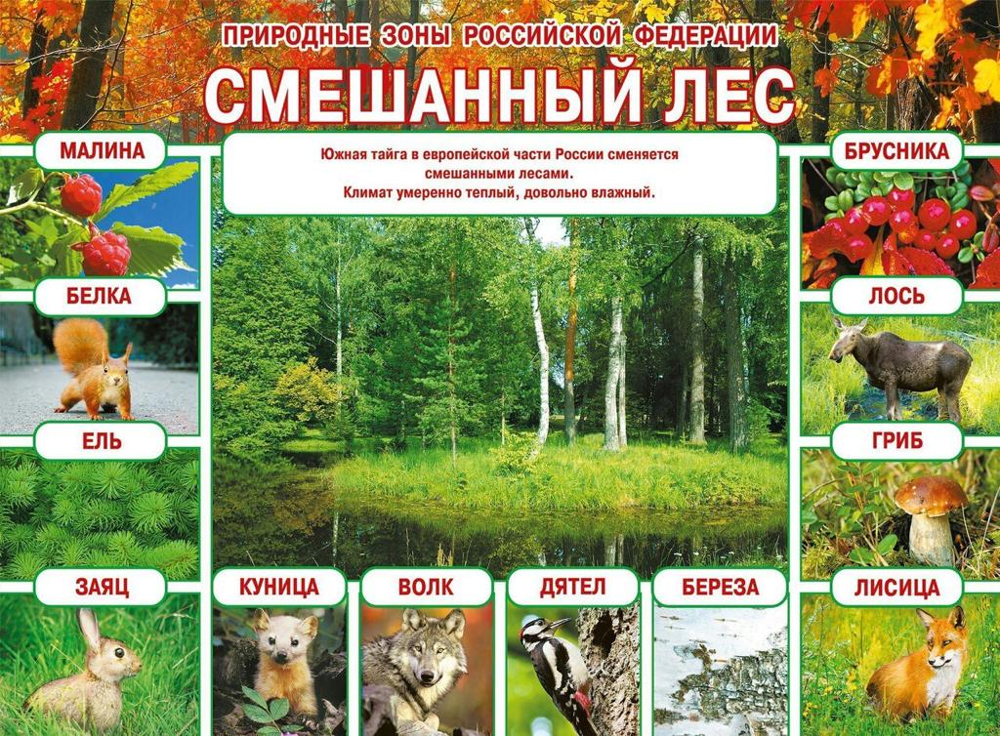 ПРИРОДНЫЕ ЗОНЫ РОССИЙСКОЙ ФЕДЕРАЦИИ
СМЕШАННЫЙ ЛЕС
Южная тайга в европейской части России сменяется
смешанными лесами.
Климат умеренно теплый, довольно влажный.
МАЛИНА
БРУСНИКА
БЕЛКА
ЛОСЬ
ЕЛЬ
ГРИБ
ЗАЯЦ
КУНИЦА
ВОЛК
ДЯТЕЛ
БЕРЕЗА
ЛИСИЦА